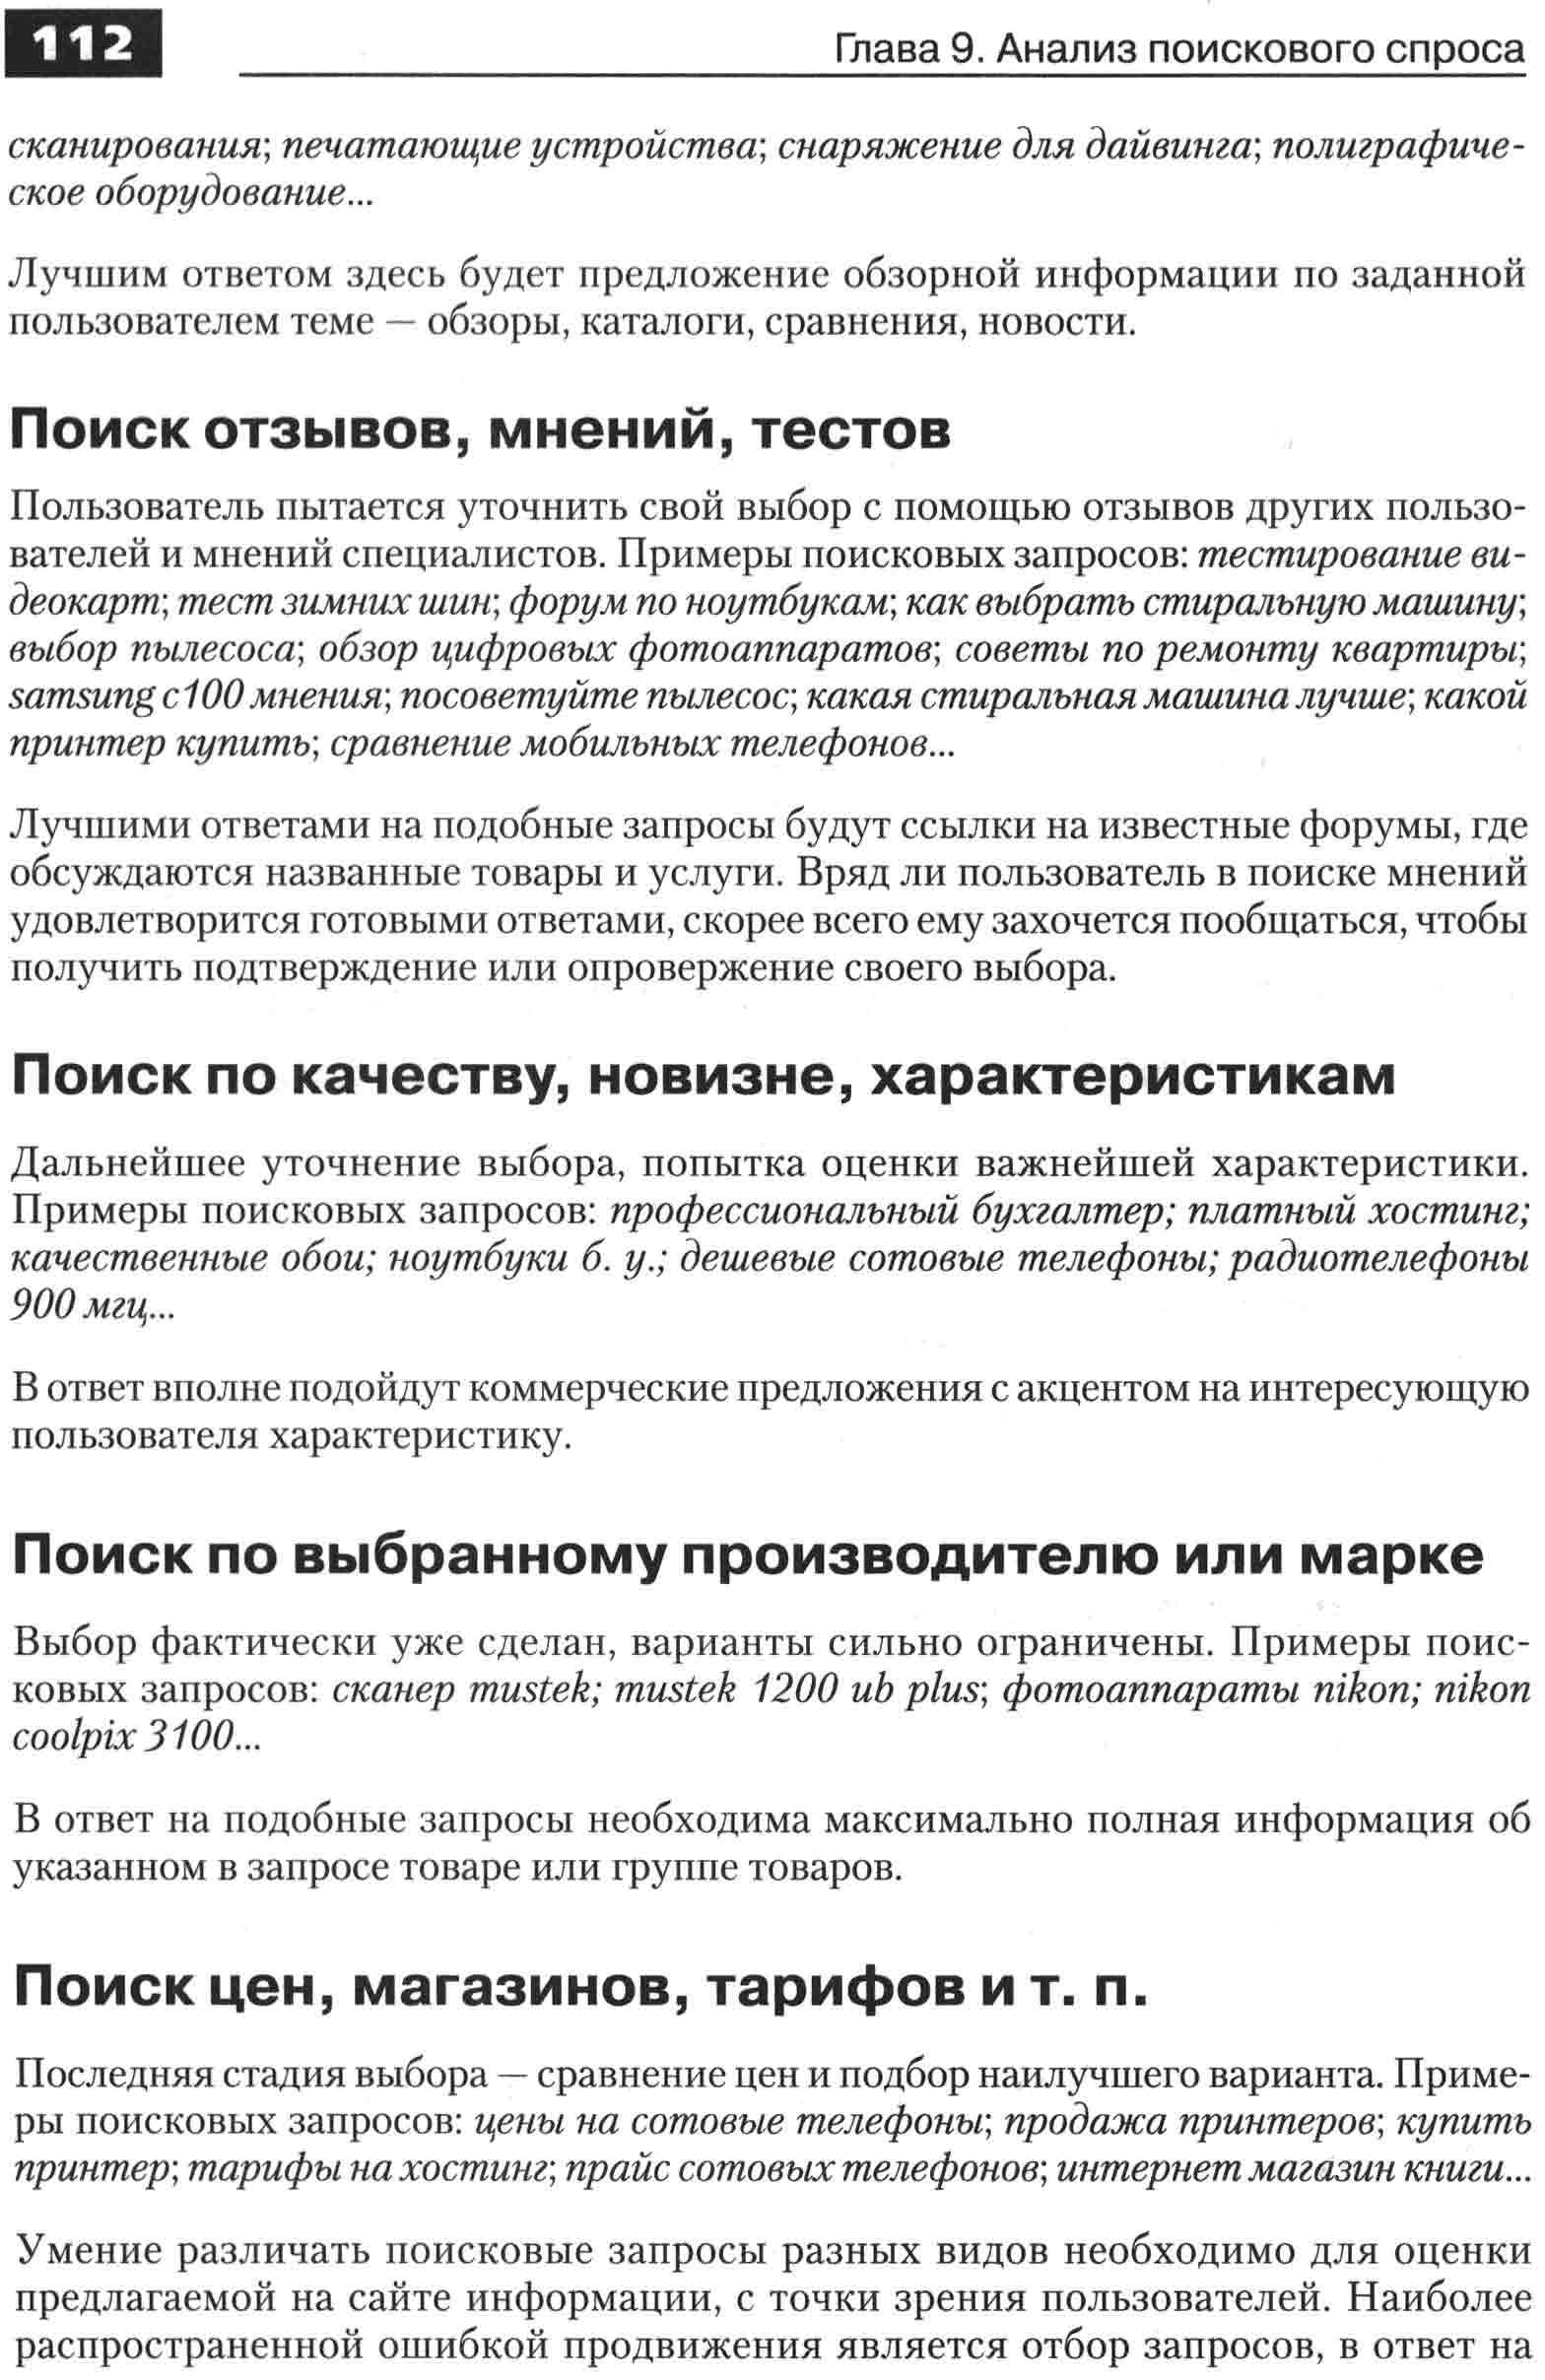 112
Глава 9. Анализ поискового спроса
сканирования; печатающие устройства; снаряжение для дайвинга; полиграфиче-
ское оборудование...
Лучшим ответом здесь будет предложение обзорной информации по заданной
пользователем теме — обзоры, каталоги, сравнения, новости.
Поиск отзывов, мнений, тестов
Пользователь пытается уточнить свой выбор с помощью отзывов других пользо-
вателей и мнений специалистов. Примеры поисковых запросов: тестирование ви-
деокарт; тест зимних шин; форум по ноутбукам; как выбрать стиральную машину;
выбор пылесоса; обзор цифровых фотоаппаратов; советы по ремонту квартиры;
samsung c100 мнения; посоветуйте пылесос; какая стиральная машина лучше; какой
принтер купить; сравнение мобильных телефонов...
Лучшими ответами на подобные запросы будут ссылки на известные форумы, где
обсуждаются названные товары и услуги. Вряд ли пользователь в поиске мнений
удовлетворится готовыми ответами, скорее всего ему захочется пообщаться, чтобы
получить подтверждение или опровержение своего выбора.
Поиск по качеству, новизне, характеристикам
Дальнейшее уточнение выбора, попытка оценки важнейшей характеристики.
Примеры поисковых запросов: профессиональный бухгалтер; платный хостинг;
качественные обои; ноутбуки б. у.; дешевые сотовые телефоны; радиотелефоны
900 мгц...
В ответ вполне подойдут коммерческие предложения с акцентом на интересующую
пользователя характеристику.
Поиск по выбранному производителю или марке
Выбор фактически уже сделан, варианты сильно ограничены. Примеры поис-
ковых запросов: сканер mustek; mustek 1200 ub plus; фотоаппараты nikon; nikon
coolpix 3100...
В ответ на подобные запросы необходима максимально полная информация об
указанном в запросе товаре или группе товаров.
Поиск цен, магазинов, тарифов и т. п.
Последняя стадия выбора — сравнение цен и подбор наилучшего варианта. Приме-
ры поисковых запросов: цены на сотовые телефоны; продажа принтеров; купить
принтер; тарифы на хостинг; прайс сотовых телефонов; интернет магазин книги...
Умение различать поисковые запросы разных видов необходимо для оценки
предлагаемой на сайте информации, с точки зрения пользователей. Наиболее
распространенной ошибкой продвижения является отбор запросов, в ответ на